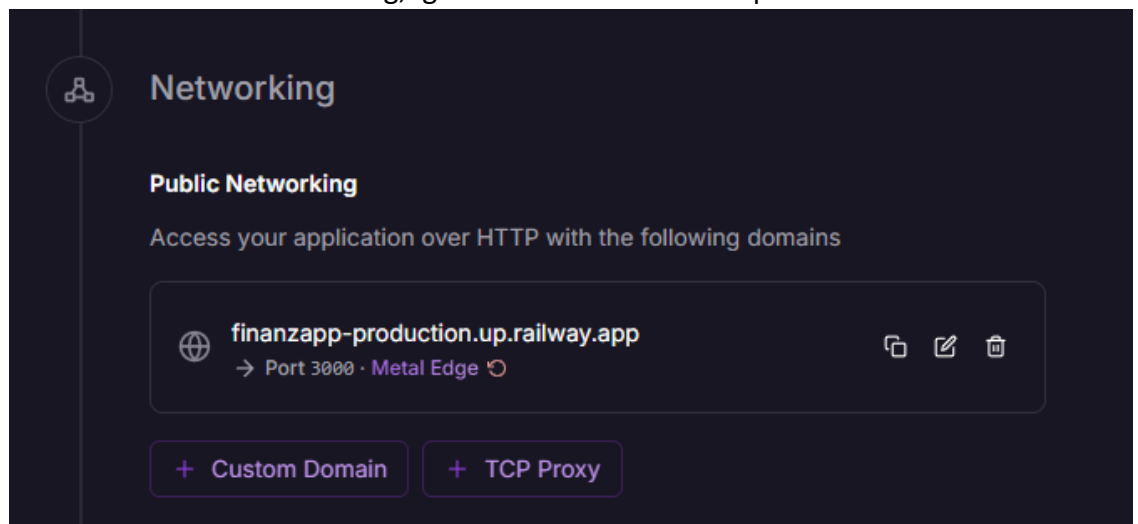 Networking
Public Networking
Access your application over HTTP with the following domains
finanzapp-production.up.railway.app
→ Port 3000 · Metal Edge
+ Custom Domain
+ TCP Proxy